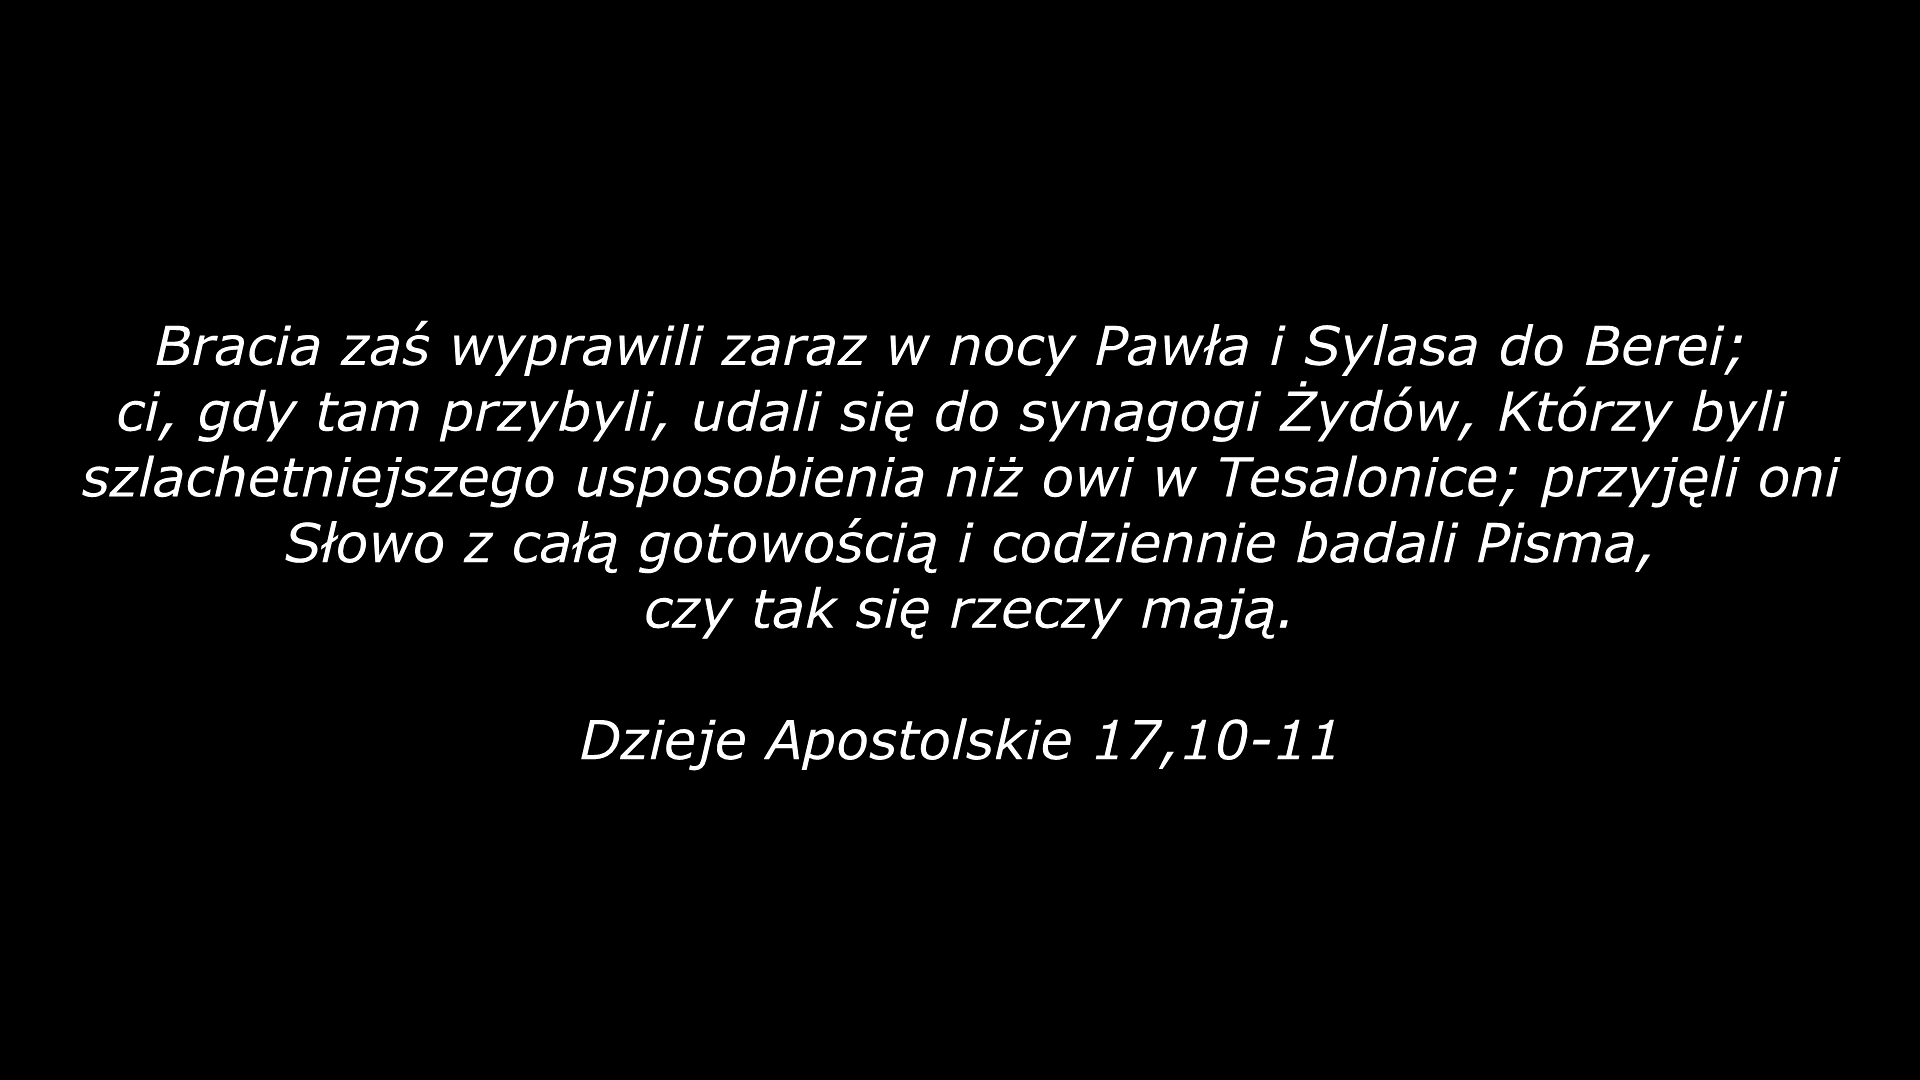 Bracia zaś wyprawili zaraz w nocy Pawła i Sylasa do Berei;
ci, gdy tam przybyli, udali się do synagogi Żydów, Którzy byli
szlachetniejszego usposobienia niż owi w Tesalonice; przyjęli oni
Słowo z całą gotowością i codziennie badali Pisma,
czy tak się rzeczy mają.
Dzieje Apostolskie 17,10-11